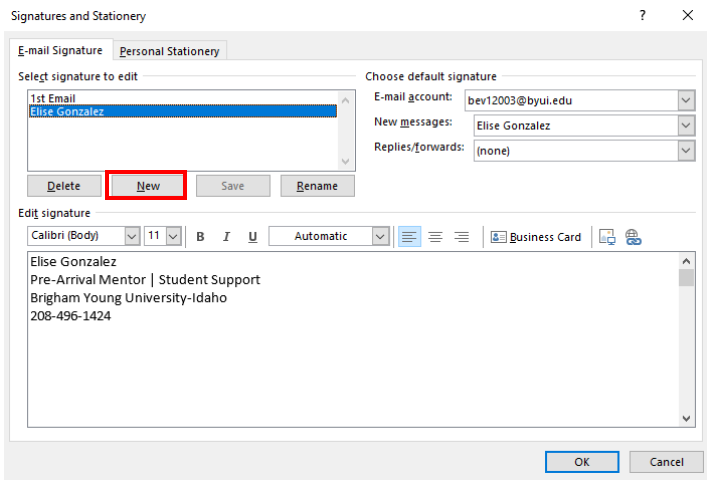 Signatures and Stationery
E-mail Signature Personal Stationery
Select signature to edit
Choose default signature
1st Email
Elise Gonzalez
E-mail account: bev12003@byui.edu
New messages: Elise Gonzalez
Replies/forwards: (none)
Delete New Save Rename
Edit signature
Calibri (Body) 11 B I U Automatic Business Card
Elise Gonzalez
Pre-Arrival Mentor | Student Support
Brigham Young University-Idaho
208-496-1424
OK Cancel